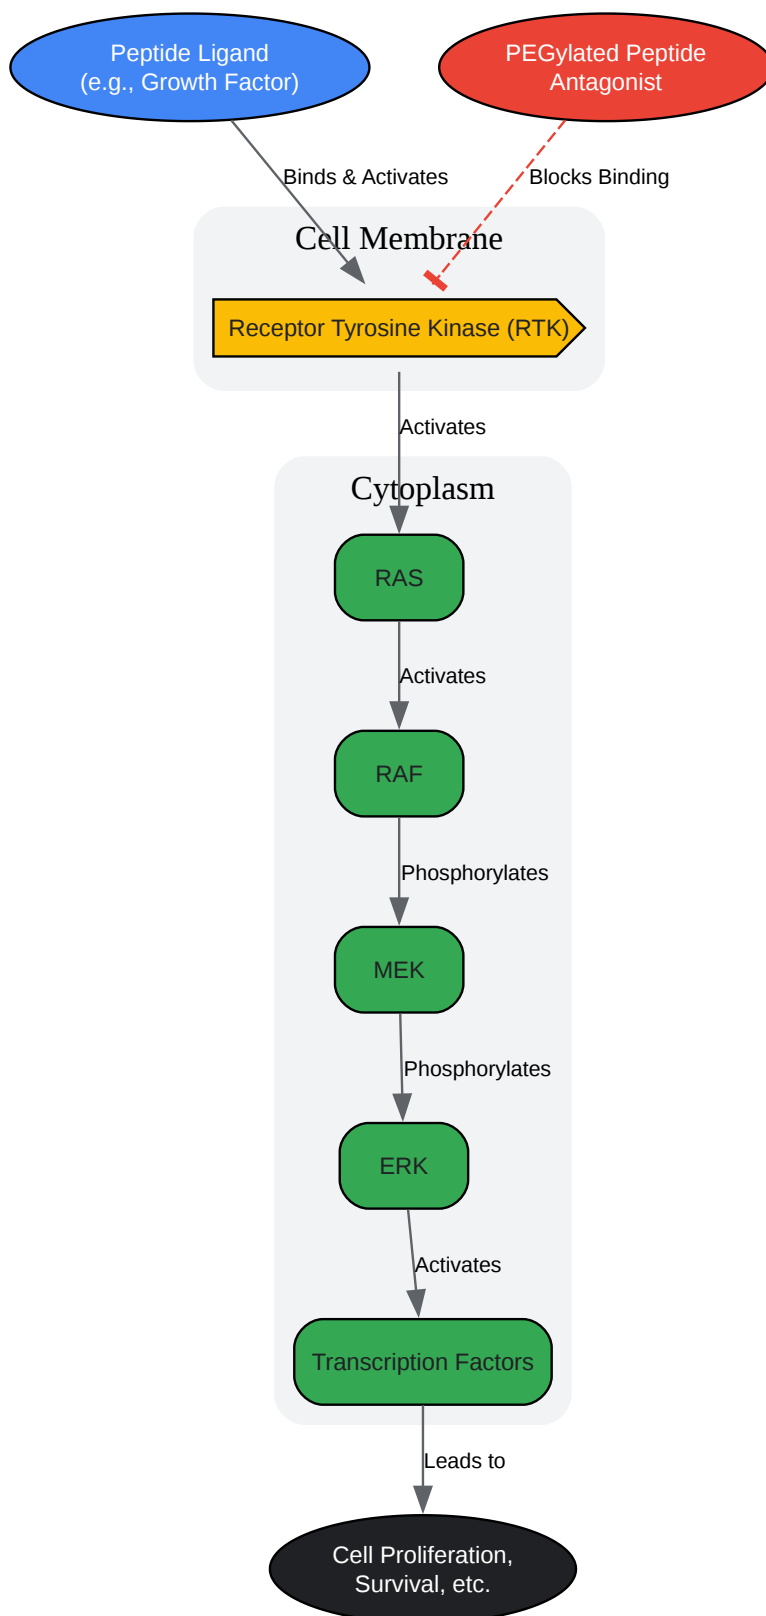 Peptide Ligand
(e.g., Growth Factor)
PEGylated Peptide
Antagonist
Binds & Activates
Blocks Binding
Cell Membrane
Receptor Tyrosine Kinase (RTK)
Activates
Cytoplasm
RAS
Activates
RAF
Phosphorylates
MEK
Phosphorylates
ERK
Activates
Transcription Factors
Leads to
Cell Proliferation,
Survival, etc.